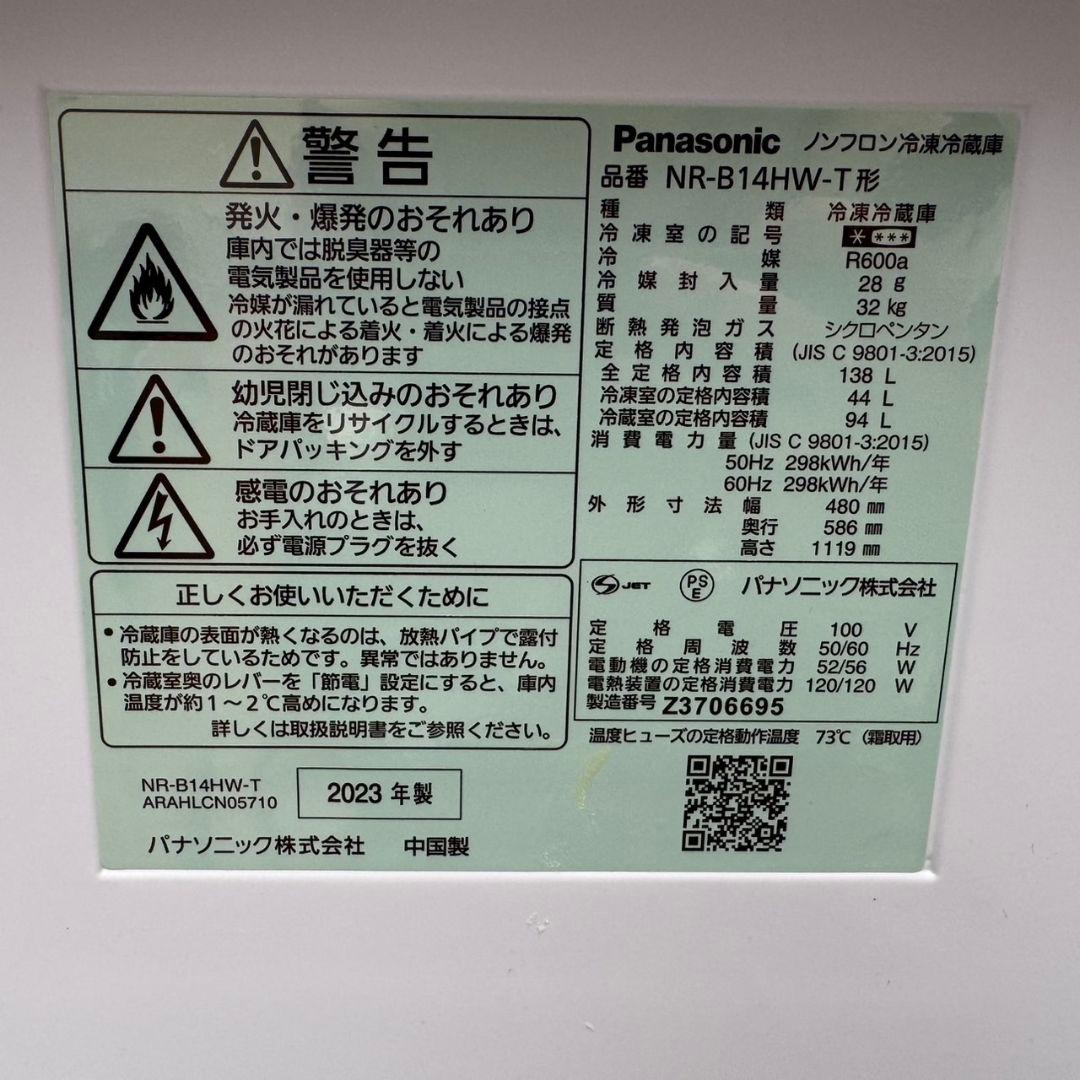 警告
発火・爆発のおそれあり
庫内では脱臭器等の
電気製品を使用しない
冷媒が漏れていると電気製品の接点
の火花による着火・着火による爆発
のおそれがあります
幼児閉じ込みのおそれあり
冷蔵庫をリサイクルするときは、
ドアパッキングを外す
感電のおそれあり
お手入れのときは、
必ず電源プラグを抜く
正しくお使いいただくために
• 冷蔵庫の表面が熱くなるのは、放熱パイプで露付
防止をしているためです。異常ではありません。
• 冷蔵室奥のレバーを「節電」設定にすると、庫内
温度が約1～2℃高めになります。
詳しくは取扱説明書をご参照ください。
NR-B14HW-T
ARAHLCN05710
2023 年製
パナソニック株式会社 中国製
Panasonic ノンフロン冷凍冷蔵庫
品番 NR-B14HW-T形
種類 冷凍冷蔵庫
冷凍室の記号 * ***
冷媒 R600a
冷媒封入量 28 g
質量 32 kg
断熱発泡ガス シクロペンタン
定格内容積 (JIS C 9801-3:2015)
全定格内容積 138 L
冷凍室の定格内容積 44 L
冷蔵室の定格内容積 94 L
消費電力量 (JIS C 9801-3:2015)
50Hz 298kWh/年
60Hz 298kWh/年
外形寸法 幅 480 mm
奥行 586 mm
高さ 1119 mm
S JET PSE パナソニック株式会社
定格電圧 100 V
定格周波数 50/60 Hz
電動機の定格消費電力 52/56 W
電熱装置の定格消費電力 120/120 W
製造番号 Z3706695
温度ヒューズの定格動作温度 73℃ (霜取用)